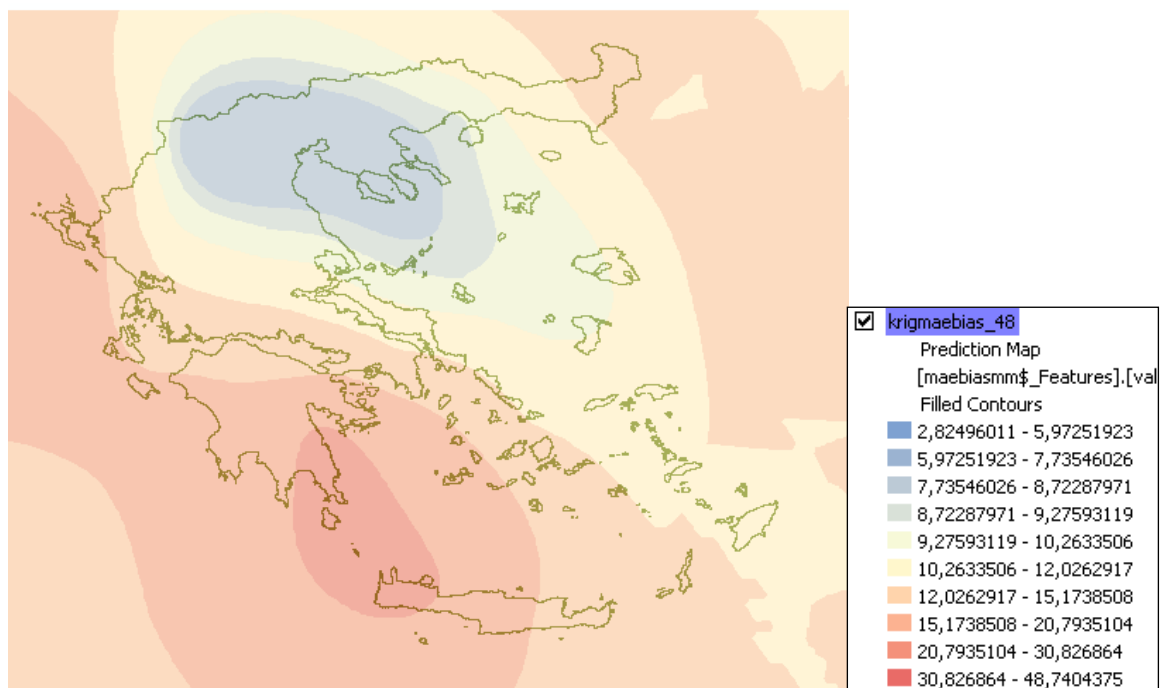 krigmaebias_48
Prediction Map
[maebiasmm$_Features].[val
Filled Contours
2,82496011 - 5,97251923
5,97251923 - 7,73546026
7,73546026 - 8,72287971
8,72287971 - 9,27593119
9,27593119 - 10,2633506
10,2633506 - 12,0262917
12,0262917 - 15,1738508
15,1738508 - 20,7935104
20,7935104 - 30,826864
30,826864 - 48,7404375